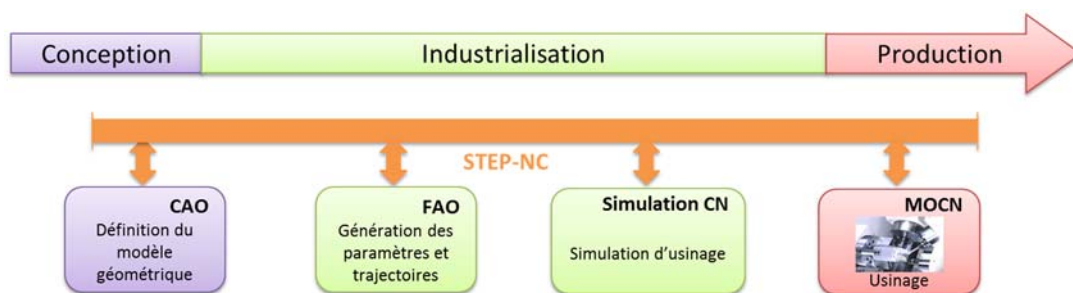 Conception
Industrialisation
Production
STEP-NC
CAO
Définition du
modèle
géométrique
FAO
Génération des
paramètres et
trajectoires
Simulation CN
Simulation d'usinage
MOCN
Usinage